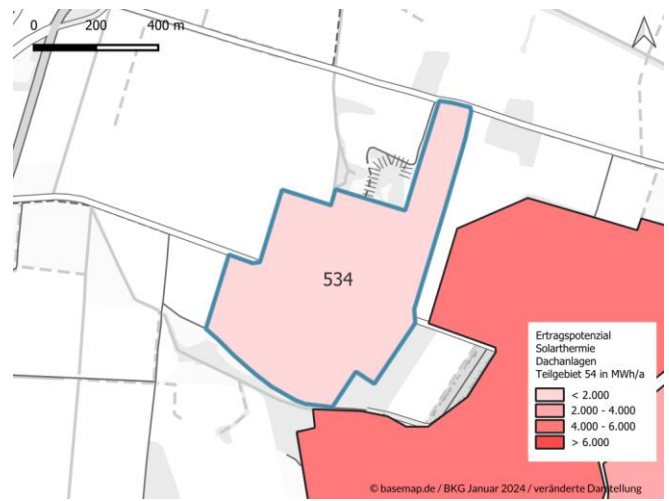 0 200 400 m
534
Ertragspotenzial
Solarthermie
Dachanlagen
Teilgebiet 54 in MWh/a
< 2.000
2.000 - 4.000
4.000 - 6.000
> 6.000
© basemap.de / BKG Januar 2024 / veränderte Darstellung